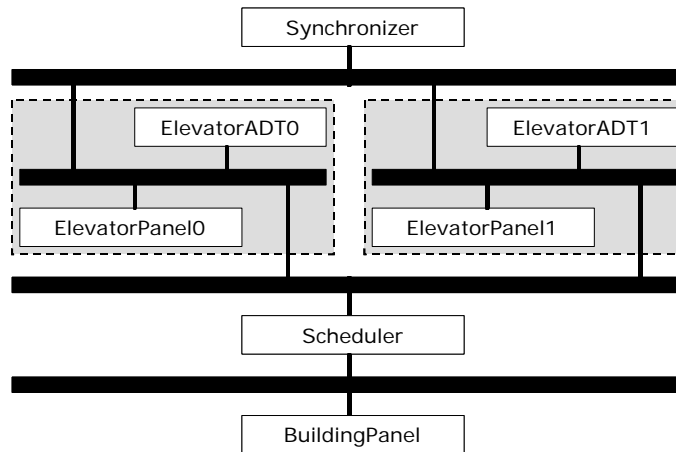 Synchronizer
ElevatorADT0
ElevatorADT1
ElevatorPanel0
ElevatorPanel1
Scheduler
BuildingPanel